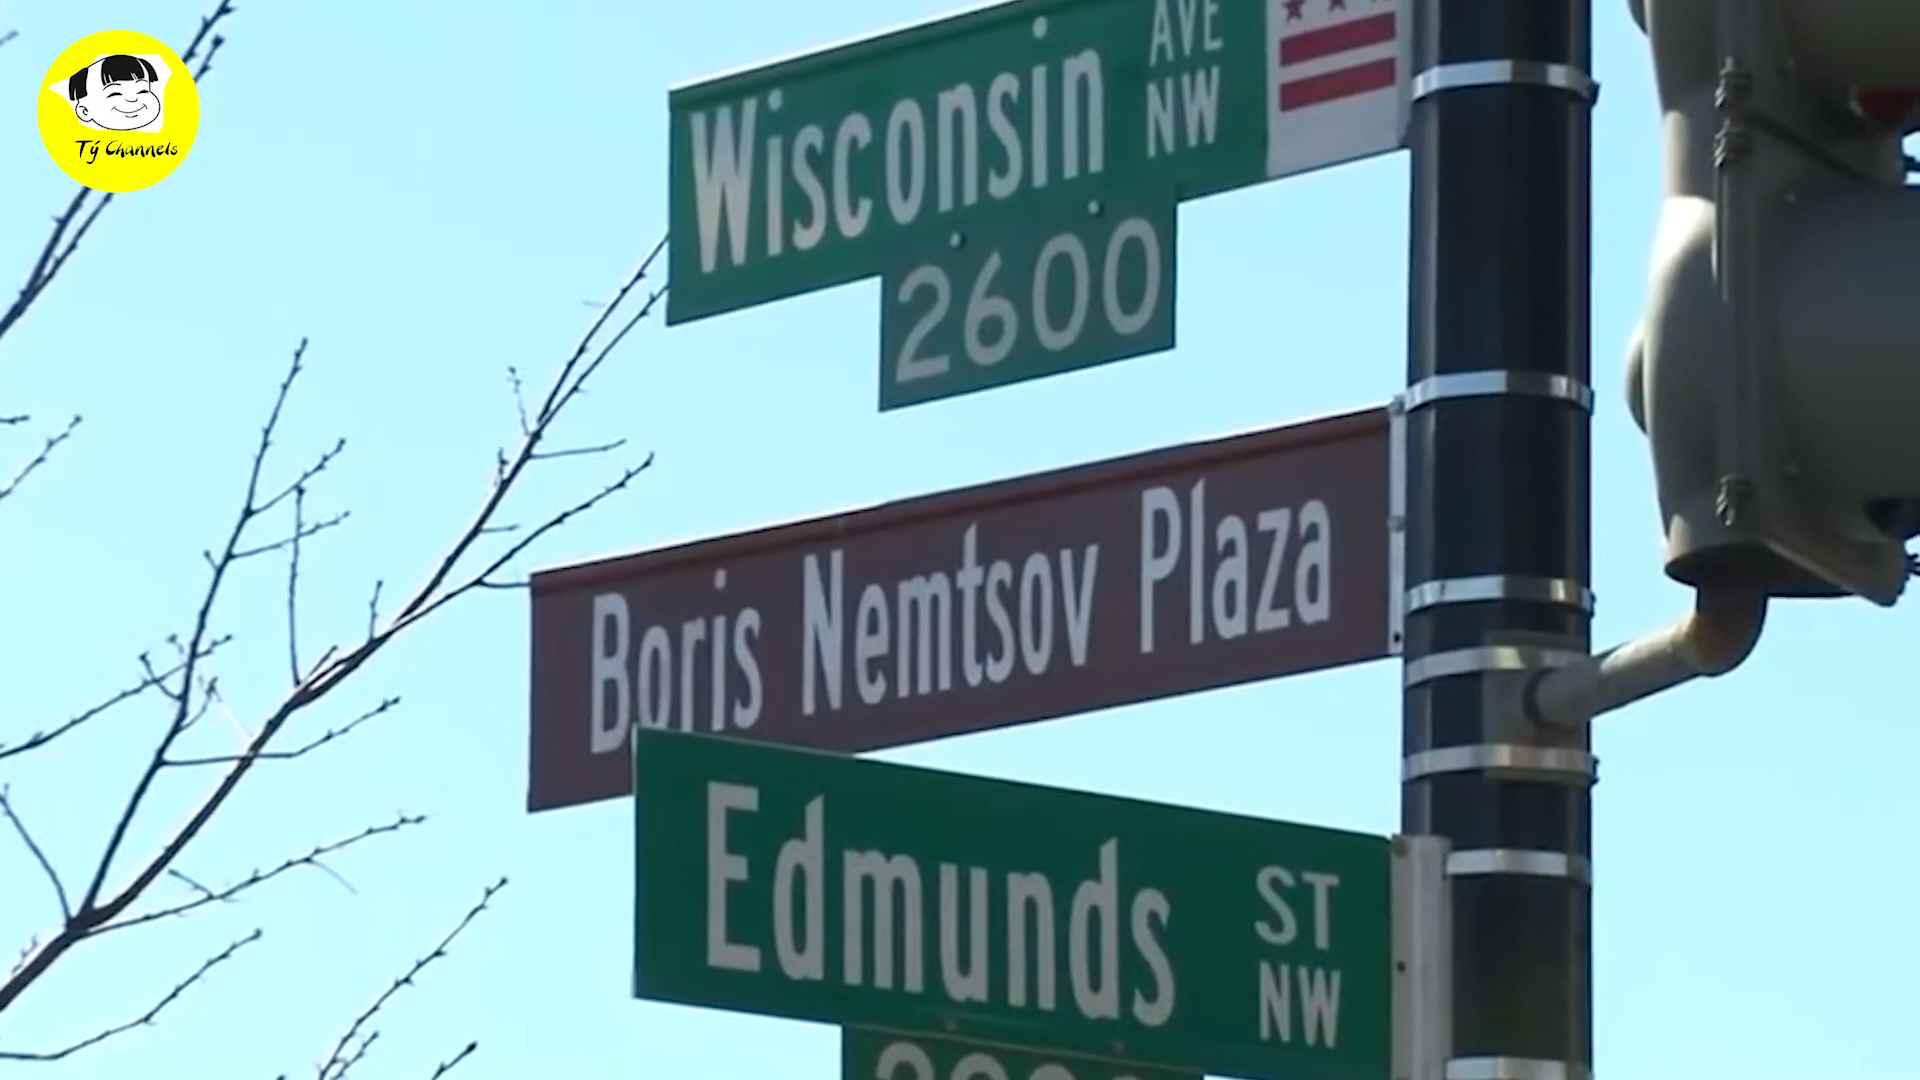 Tý Channels
Wisconsin AVE NW
2600
Boris Nemtsov Plaza
Edmunds ST NW